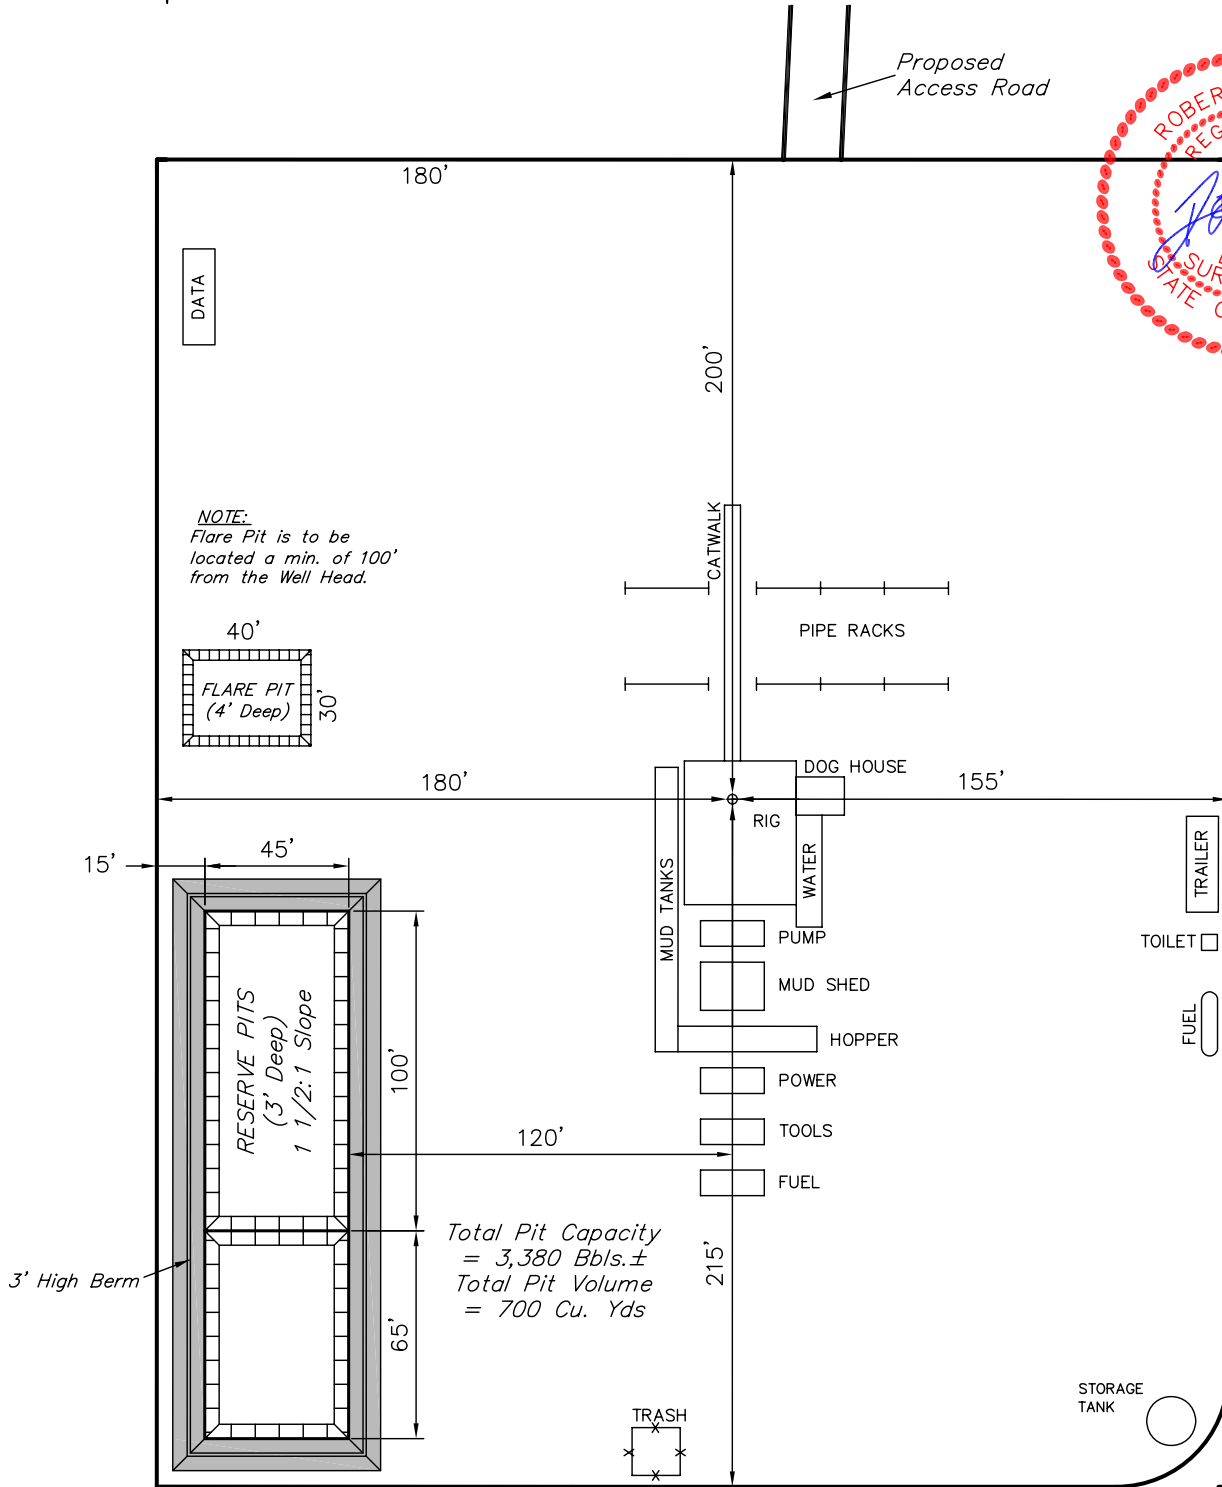 Proposed
Access Road
180'
DATA
200'
NOTE:
Flare Pit is to be
located a min. of 100'
from the Well Head.
CATWALK
PIPE RACKS
40'
FLARE PIT
(4' Deep)
30'
DOG HOUSE
180'
155'
RIG
15'
45'
MUD TANKS
WATER
TRAILER
PUMP
TOILET
MUD SHED
RESERVE PITS
(3' Deep)
1 1/2:1 Slope
100'
FUEL
HOPPER
POWER
120'
TOOLS
FUEL
Total Pit Capacity
= 3,380 Bbls.±
Total Pit Volume
= 700 Cu. Yds
215'
3' High Berm
65'
STORAGE
TANK
TRASH